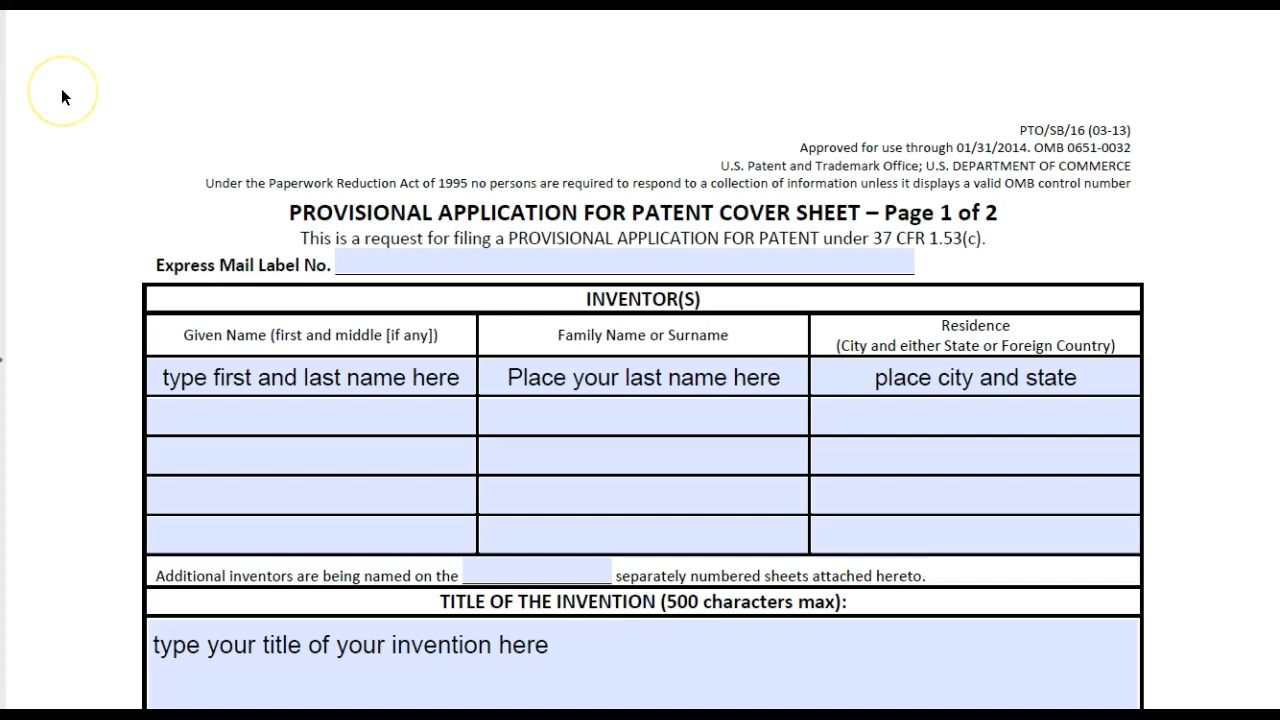 PTO/SB/16 (03-13)
Approved for use through 01/31/2014. OMB 0651-0032
U.S. Patent and Trademark Office; U.S. DEPARTMENT OF COMMERCE
Under the Paperwork Reduction Act of 1995 no persons are required to respond to a collection of information unless it displays a valid OMB control number
PROVISIONAL APPLICATION FOR PATENT COVER SHEET – Page 1 of 2
This is a request for filing a PROVISIONAL APPLICATION FOR PATENT under 37 CFR 1.53(c).
Express Mail Label No.
INVENTOR(S)
Given Name (first and middle [if any])
Family Name or Surname
Residence
(City and either State or Foreign Country)
type first and last name here
Place your last name here
place city and state
Additional inventors are being named on the separately numbered sheets attached hereto.
TITLE OF THE INVENTION (500 characters max):
type your title of your invention here